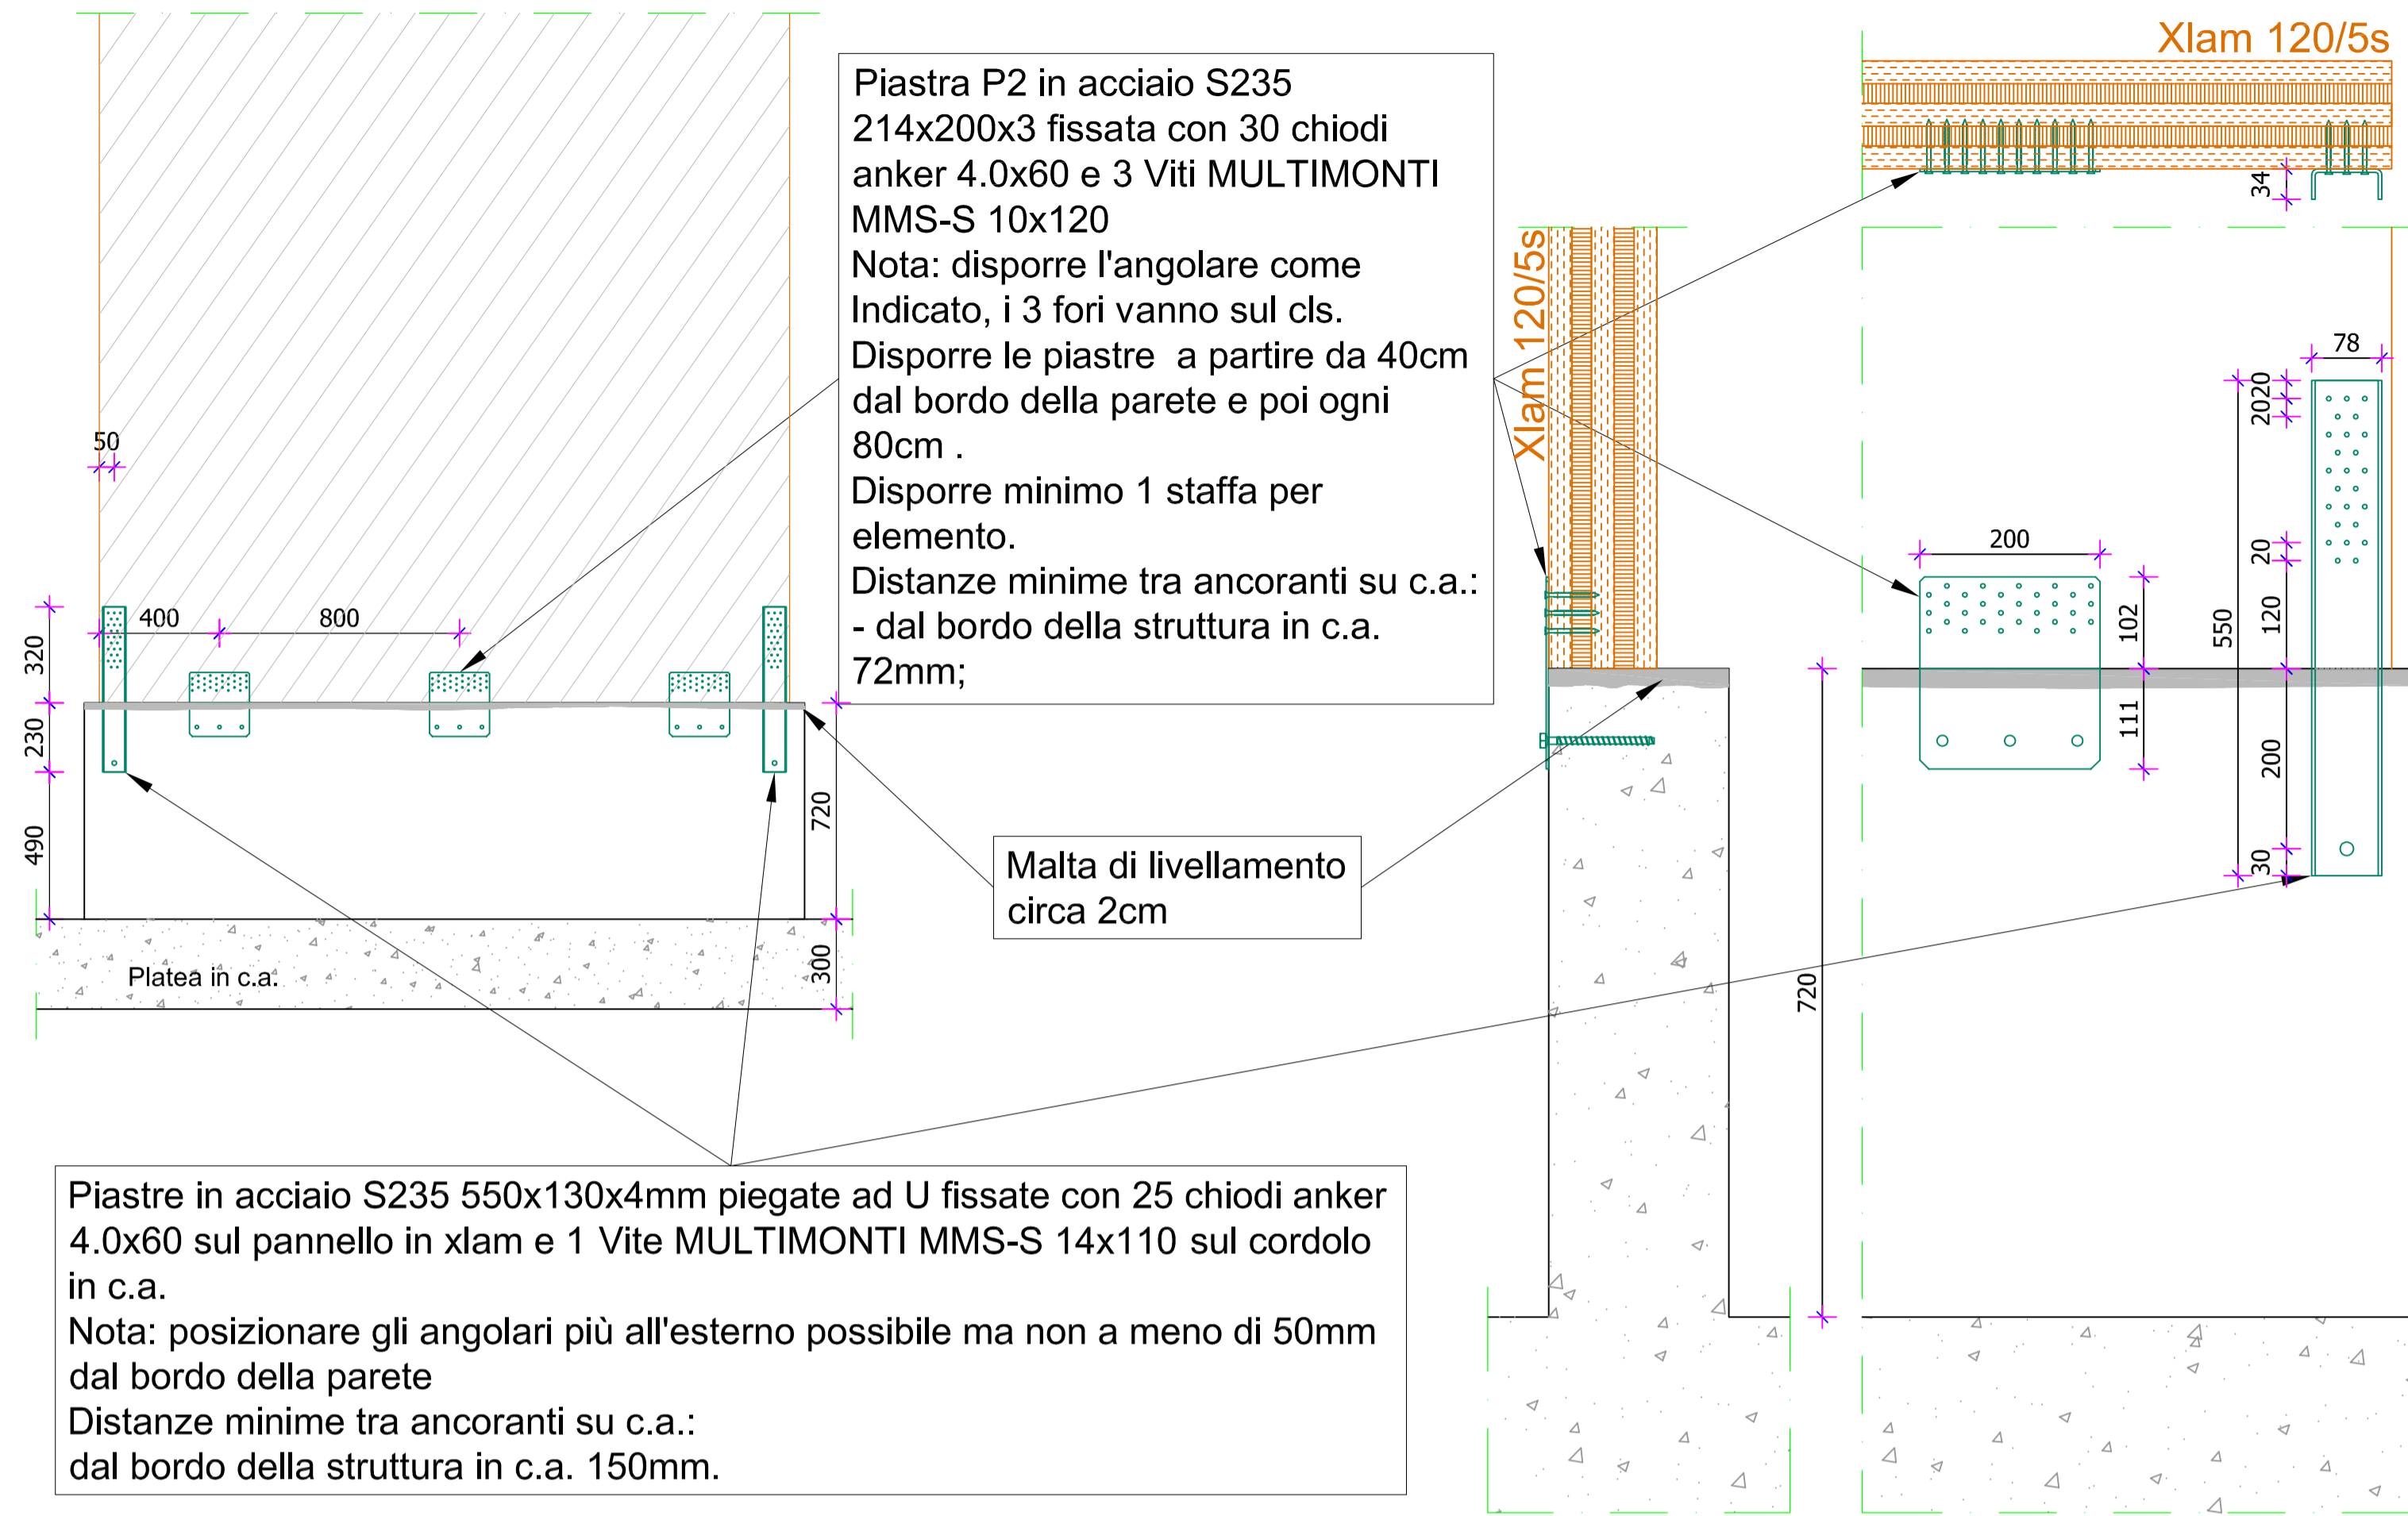 Xlam 120/5s
Piastra P2 in acciaio S235
214x200x3 fissata con 30 chiodi
anker 4.0x60 e 3 Viti MULTIMONTI
MMS-S 10x120
Nota: disporre l'angolare come
Indicato, i 3 fori vanno sul cls.
Disporre le piastre a partire da 40cm
dal bordo della parete e poi ogni
80cm .
Disporre minimo 1 staffa per
elemento.
Distanze minime tra ancoranti su c.a.:
- dal bordo della struttura in c.a.
72mm;
34
Xlam 120/5s
50
400
800
320
230
490
720
300
Platea in c.a.
Malta di livellamento
circa 2cm
720
200
102
111
78
20
20
20
120
550
200
30
Piastre in acciaio S235 550x130x4mm piegate ad U fissate con 25 chiodi anker
4.0x60 sul pannello in xlam e 1 Vite MULTIMONTI MMS-S 14x110 sul cordolo
in c.a.
Nota: posizionare gli angolari più all'esterno possibile ma non a meno di 50mm
dal bordo della parete
Distanze minime tra ancoranti su c.a.:
dal bordo della struttura in c.a. 150mm.